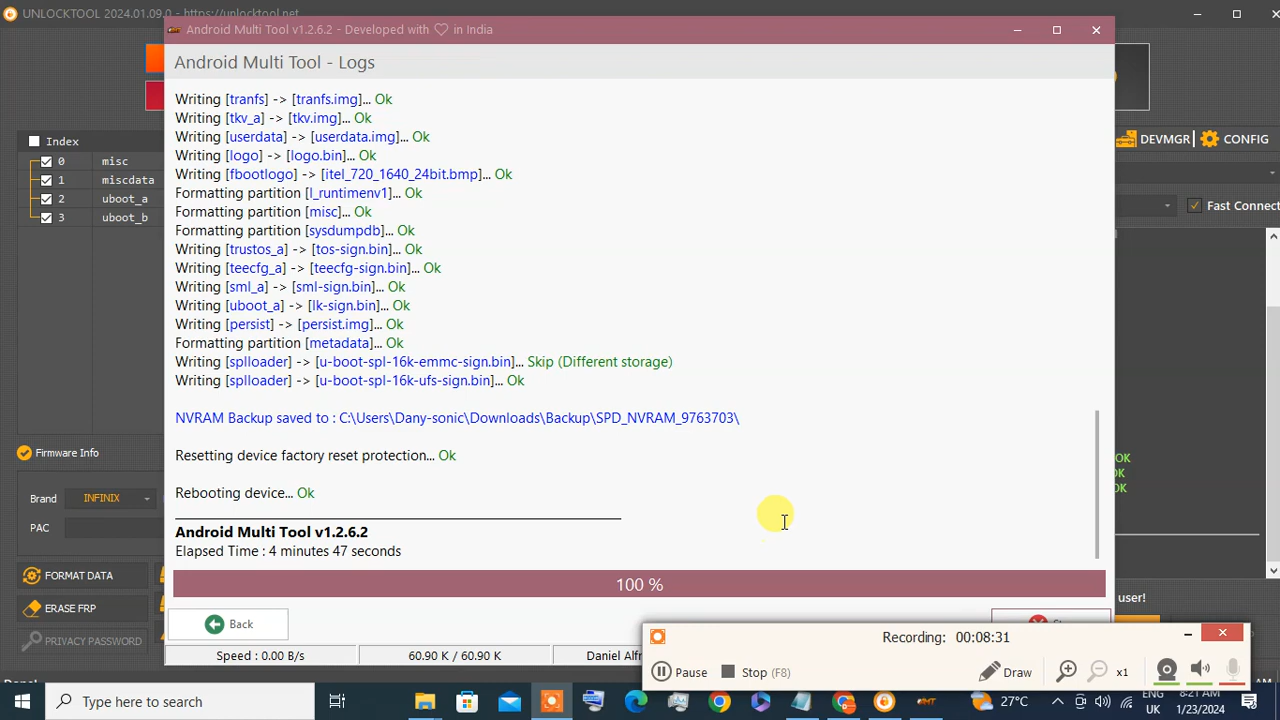 UNLOCKTOOL 2024.01.09.0 - https://unlocktool.net
Android Multi Tool v1.2.6.2 - Developed with ♡ in India
Android Multi Tool - Logs
Writing [tranfs] -> [tranfs.img]... Ok
Writing [tkv_a] -> [tkv.img]... Ok
Writing [userdata] -> [userdata.img]... Ok
Writing [logo] -> [logo.bin]... Ok
Writing [fbootlogo] -> [itel_720_1640_24bit.bmp]... Ok
Formatting partition [l_runtimenv1]... Ok
Formatting partition [misc]... Ok
Formatting partition [sysdumpdb]... Ok
Writing [trustos_a] -> [tos-sign.bin]... Ok
Writing [teecfg_a] -> [teecfg-sign.bin]... Ok
Writing [sml_a] -> [sml-sign.bin]... Ok
Writing [uboot_a] -> [lk-sign.bin]... Ok
Writing [persist] -> [persist.img]... Ok
Formatting partition [metadata]... Ok
Writing [splloader] -> [u-boot-spl-16k-emmc-sign.bin]... Skip (Different storage)
Writing [splloader] -> [u-boot-spl-16k-ufs-sign.bin]... Ok
NVRAM Backup saved to : C:\Users\Dany-sonic\Downloads\Backup\SPD_NVRAM_9763703\
Resetting device factory reset protection... Ok
Rebooting device... Ok
Android Multi Tool v1.2.6.2
Elapsed Time : 4 minutes 47 seconds
100 %
Back
Speed : 0.00 B/s
60.90 K / 60.90 K
Daniel Alfr
Index
0 misc
1 miscdata
2 uboot_a
3 uboot_b
Firmware Info
Brand INFINIX
PAC
FORMAT DATA
ERASE FRP
PRIVACY PASSWORD
DEVMGR
CONFIG
Fast Connect
OK
OK
OK
user!
Recording: 00:08:31
Pause
Stop (F8)
Draw
x1
Type here to search
27°C
ENG
UK
8:21 AM
1/23/2024